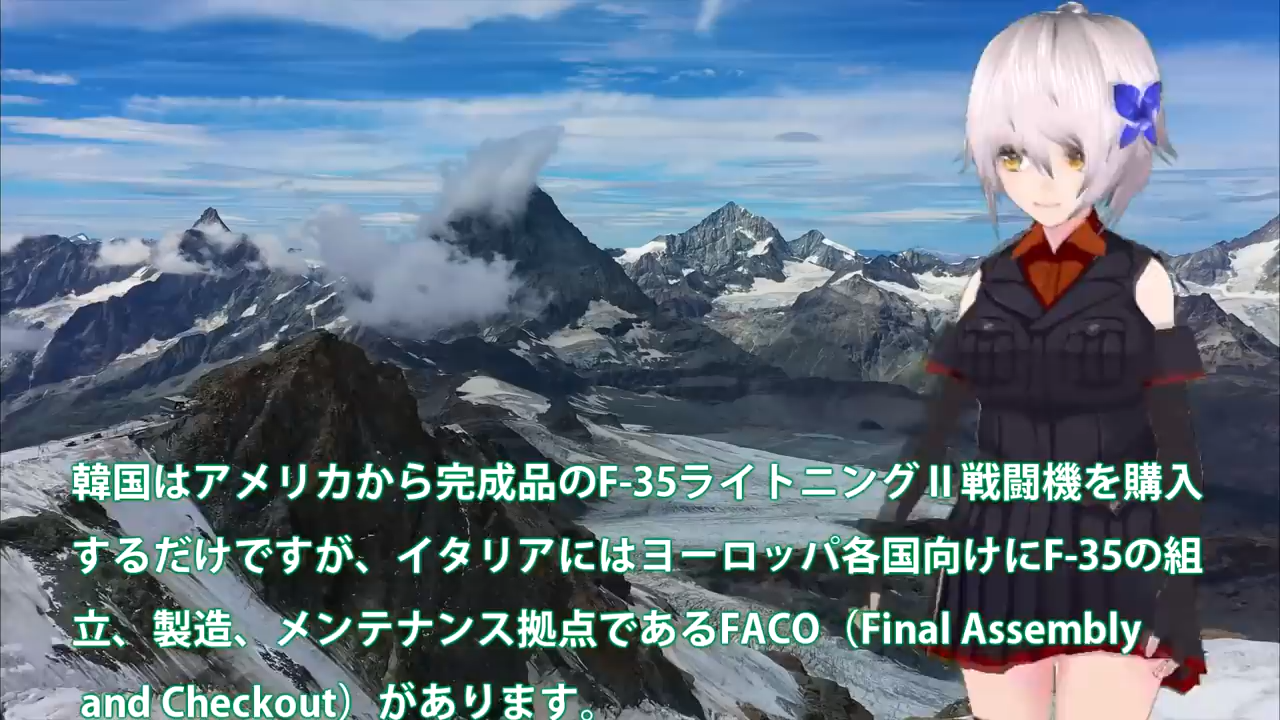 韓国はアメリカから完成品のF-35ライトニングⅡ戦闘機を購入
するだけですが、イタリアにはヨーロッパ各国向けにF-35の組
立、製造、メンテナンス拠点であるFACO（Final Assembly
and Checkout）があります。